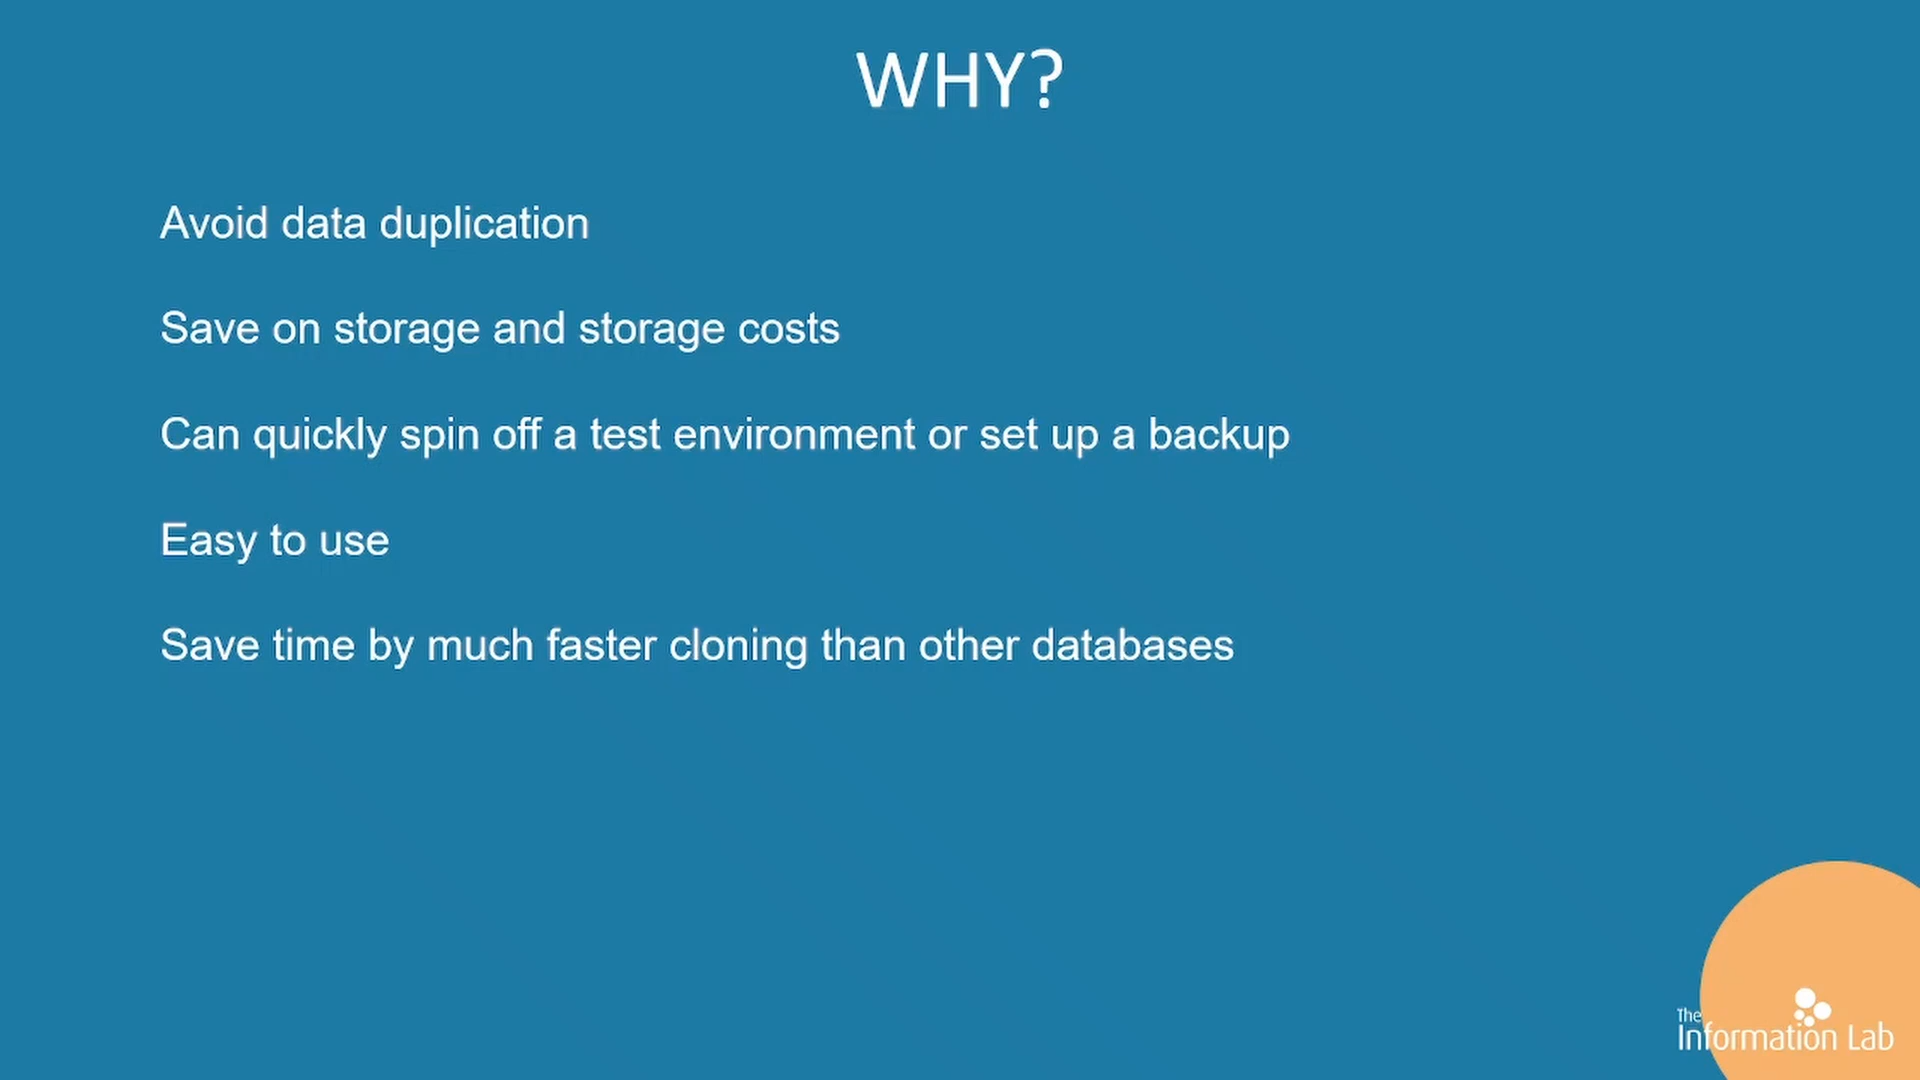 WHY?
Avoid data duplication
Save on storage and storage costs
Can quickly spin off a test environment or set up a backup
Easy to use
Save time by much faster cloning than other databases
The
Information Lab